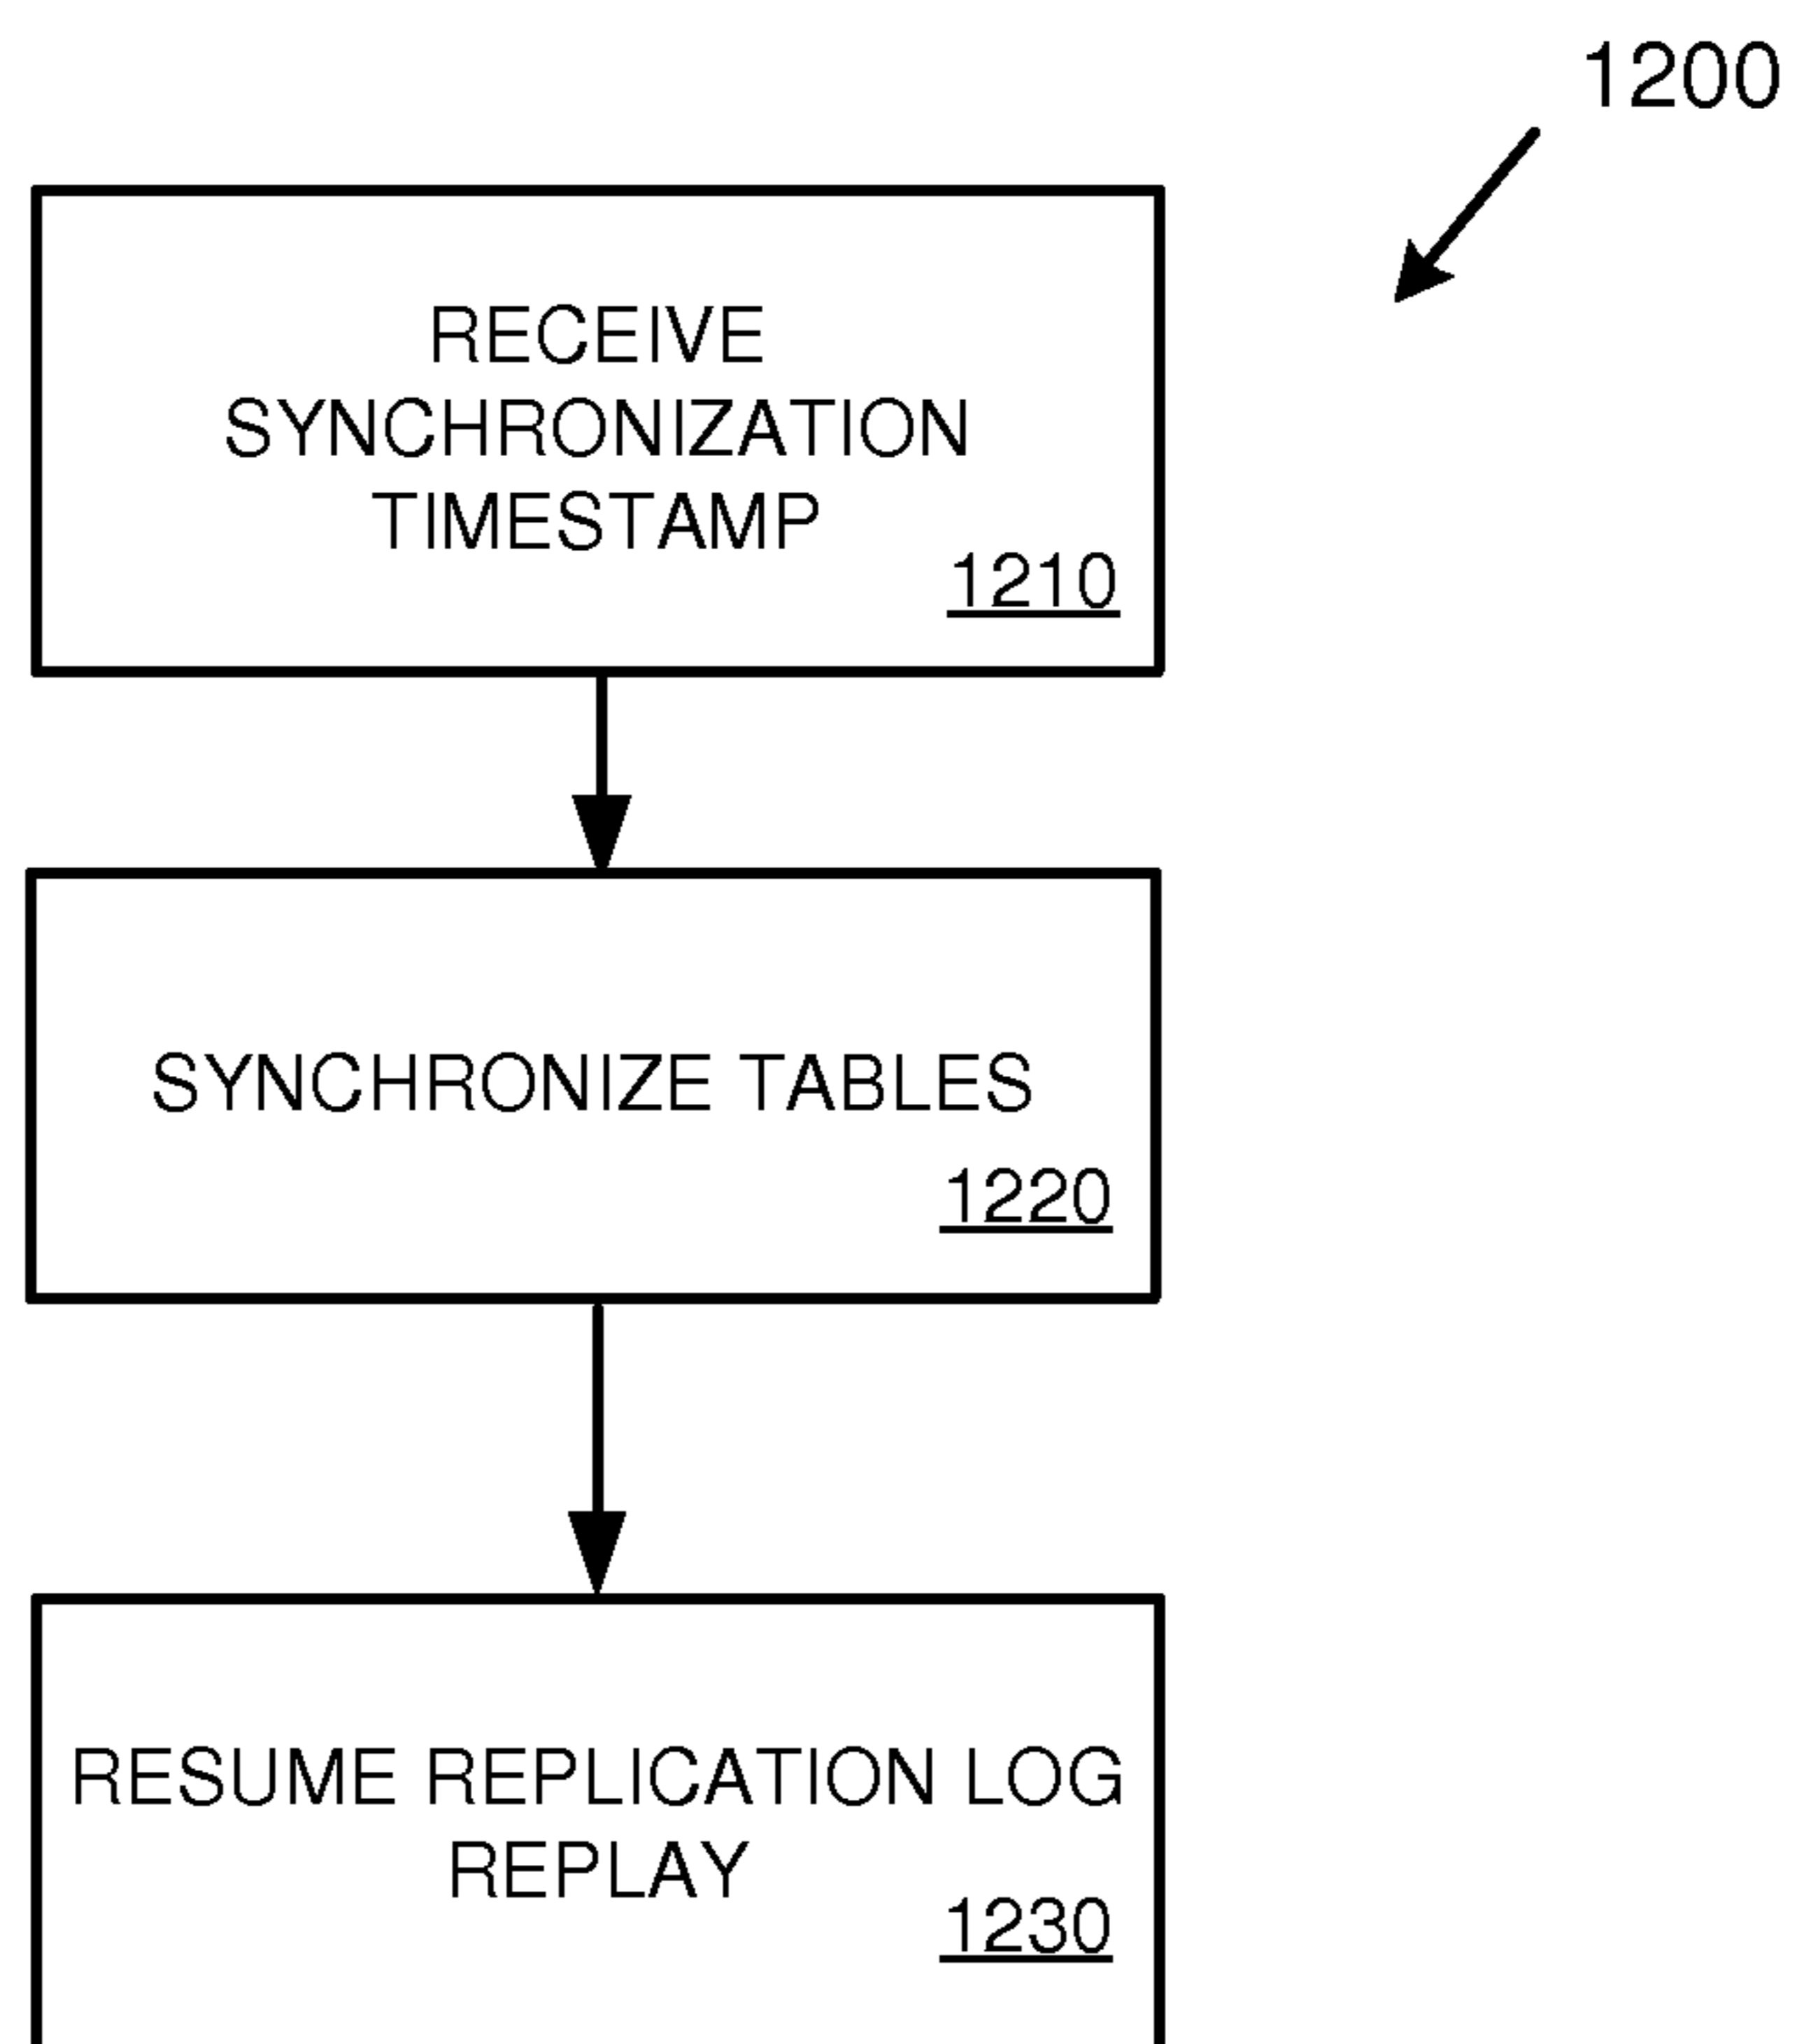 1200
RECEIVE
SYNCHRONIZATION
TIMESTAMP
1210
SYNCHRONIZE TABLES
1220
RESUME REPLICATION LOG
REPLAY
1230